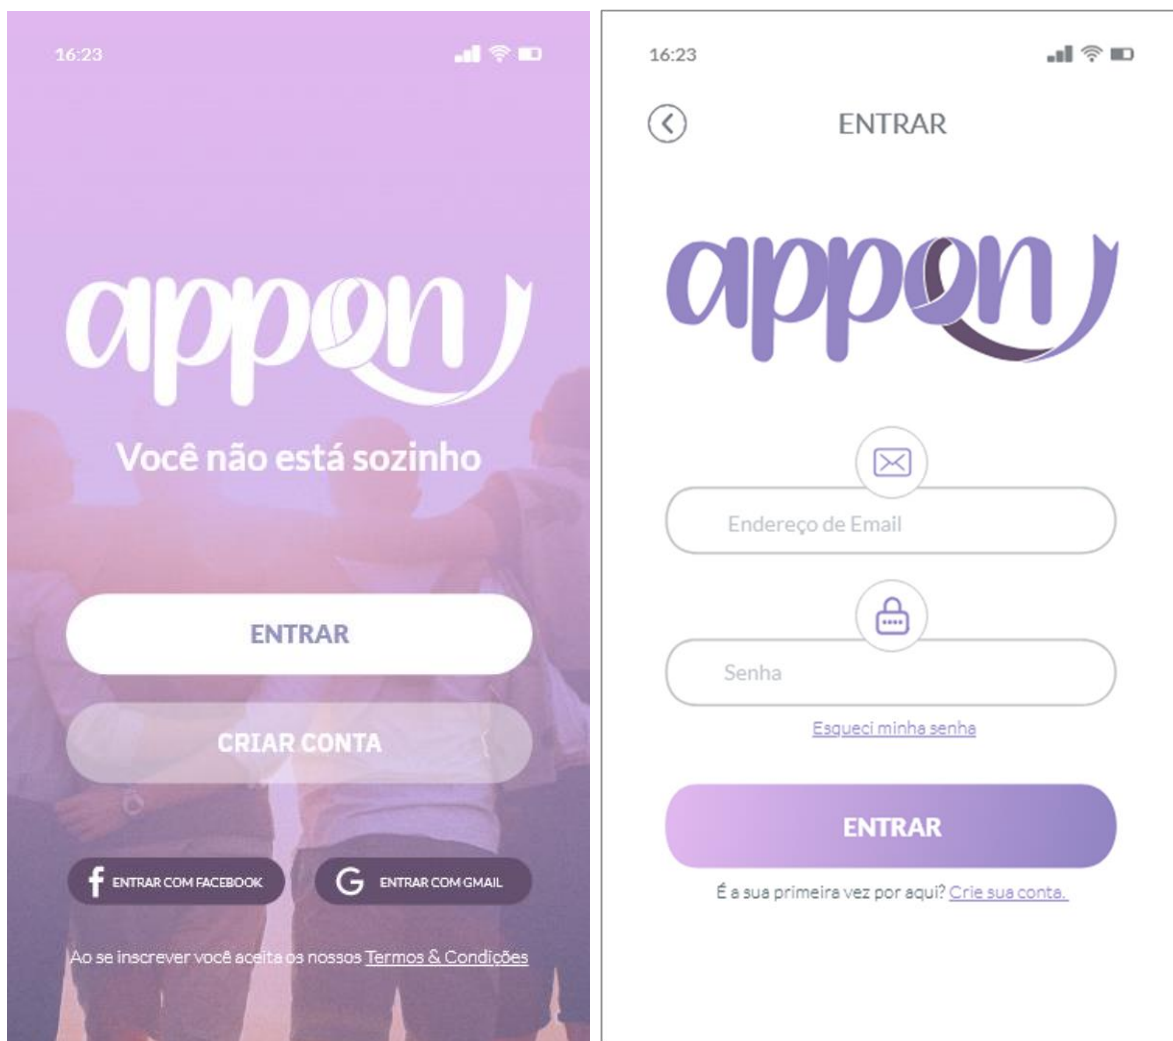 16:23
appon
Você não está sozinho
ENTRAR
CRIAR CONTA
f ENTRAR COM FACEBOOK
G ENTRAR COM GMAIL
Ao se inscrever você aceita os nossos Termos & Condições
16:23
ENTRAR
appon
Endereço de Email
Senha
Esqueci minha senha
ENTRAR
É a sua primeira vez por aqui? Crie sua conta.